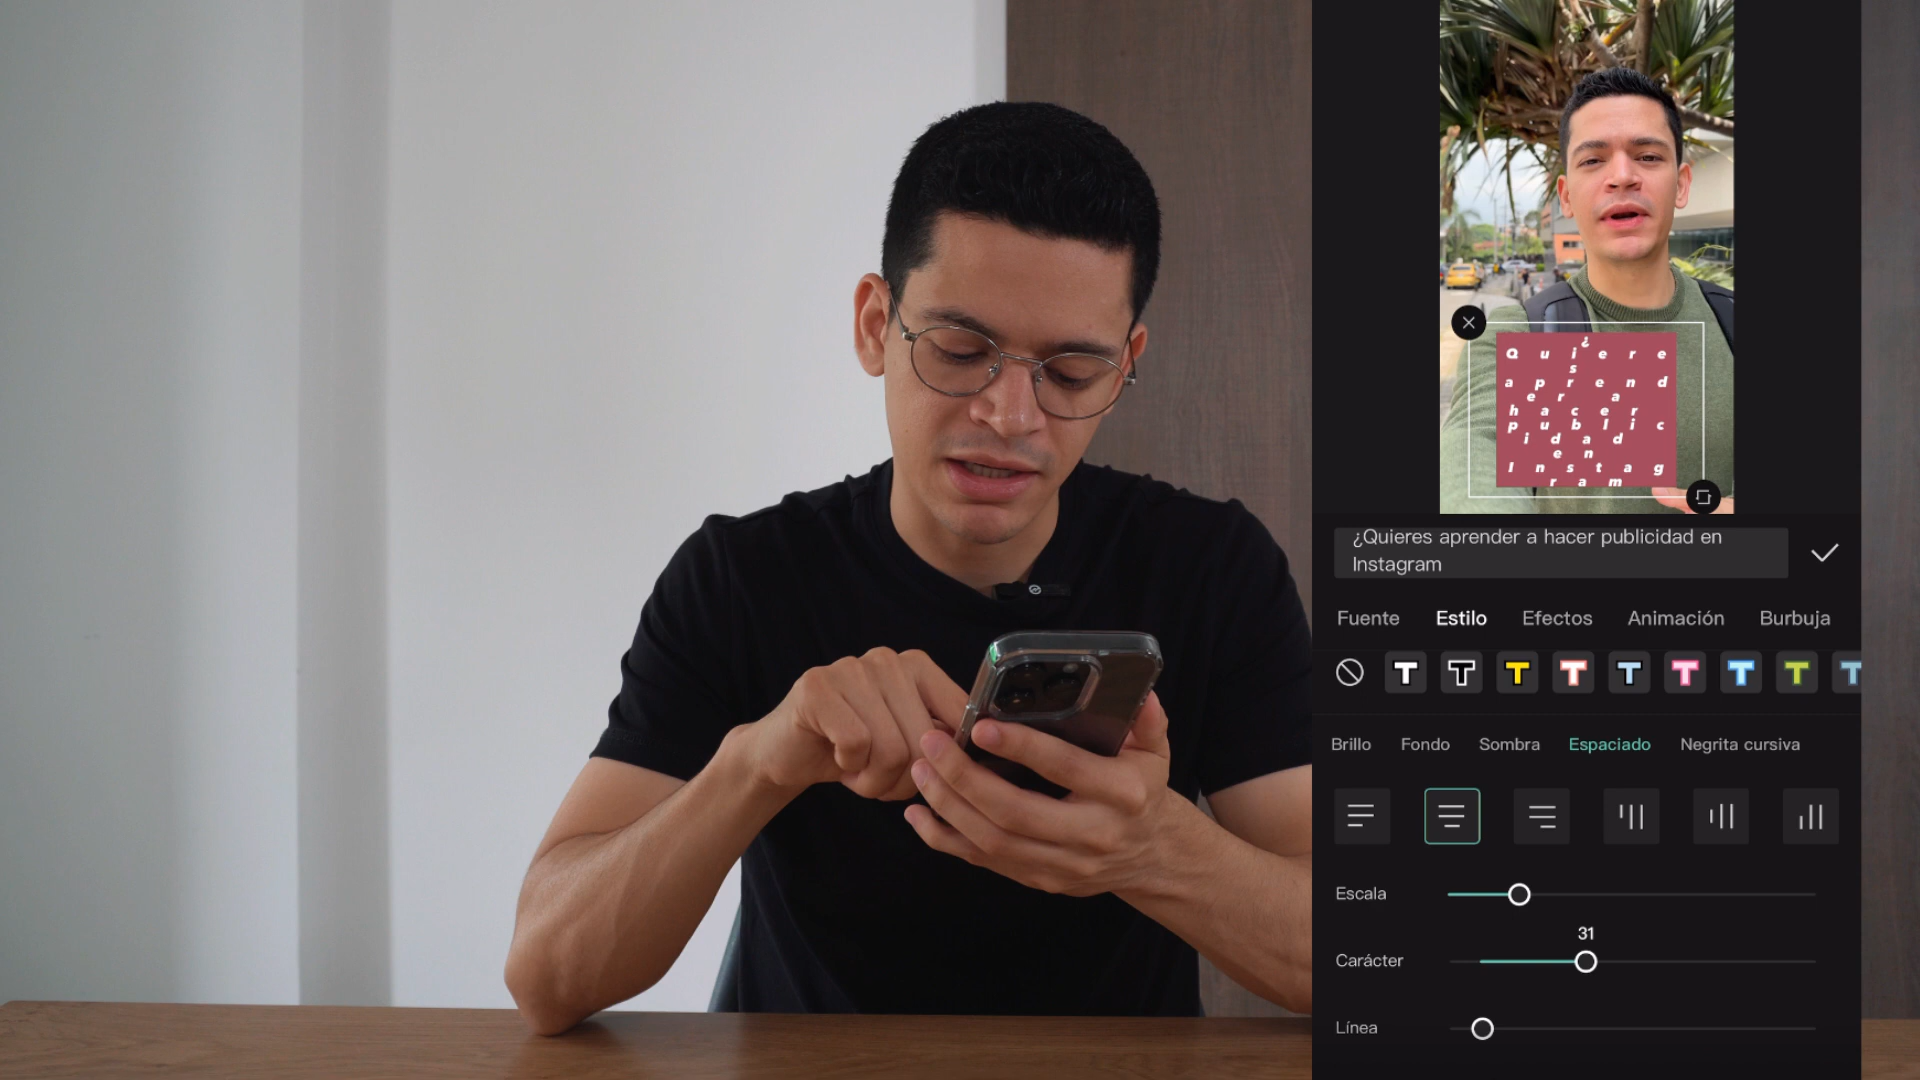 ¿
Q u i e r e
s
a p r e n d
e r a
h a c e r
p u b l i c
i d a d
e n
I n s t a g
r a m
¿Quieres aprender a hacer publicidad en
Instagram
Fuente Estilo Efectos Animación Burbuja
T T T T T T T T T
Brillo Fondo Sombra Espaciado Negrita cursiva
Escala
31
Carácter
Línea